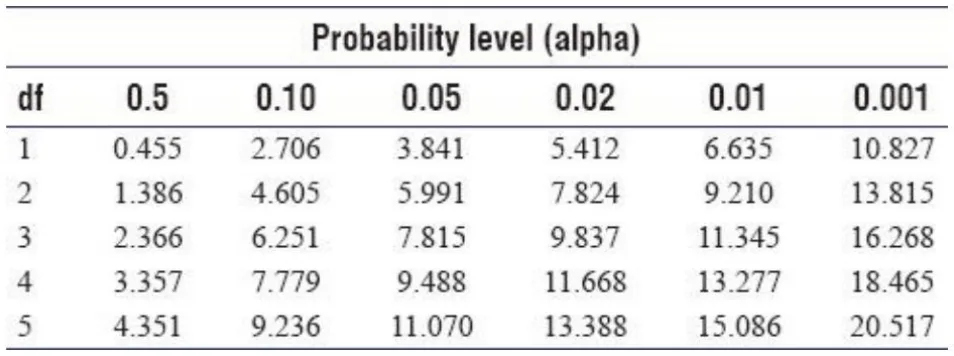 Probability level (alpha)
df 0.5 0.10 0.05 0.02 0.01 0.001
1 0.455 2.706 3.841 5.412 6.635 10.827
2 1.386 4.605 5.991 7.824 9.210 13.815
3 2.366 6.251 7.815 9.837 11.345 16.268
4 3.357 7.779 9.488 11.668 13.277 18.465
5 4.351 9.236 11.070 13.388 15.086 20.517